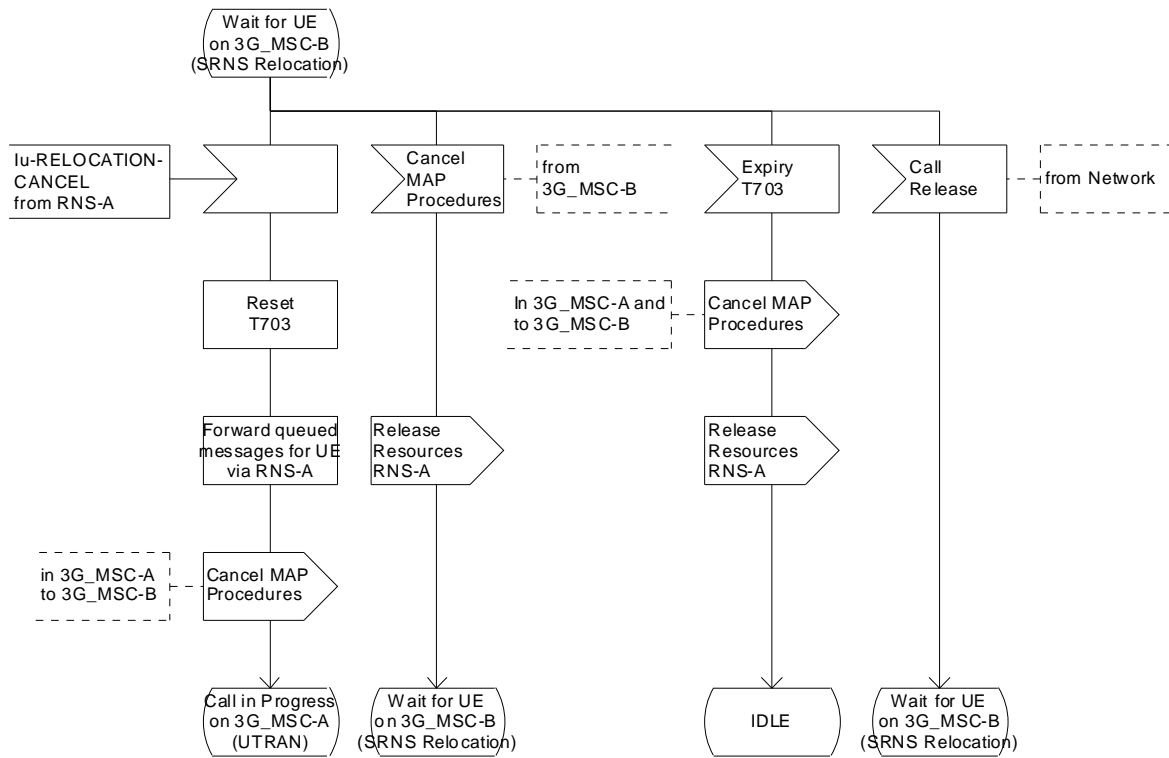 Wait for UE
on 3G_MSC-B
(SRNS Relocation)
Iu-RELOCATION-
CANCEL
from RNS-A
Cancel
MAP
Procedures
from
3G_MSC-B
Expiry
T703
Call
Release
from Network
Reset
T703
In 3G_MSC-A and
to 3G_MSC-B
Cancel MAP
Procedures
Forward queued
messages for UE
via RNS-A
Release
Resources
RNS-A
Release
Resources
RNS-A
in 3G_MSC-A
to 3G_MSC-B
Cancel MAP
Procedures
Call in Progress
on 3G_MSC-A
(UTRAN)
Wait for UE
on 3G_MSC-B
(SRNS Relocation)
IDLE
Wait for UE
on 3G_MSC-B
(SRNS Relocation)